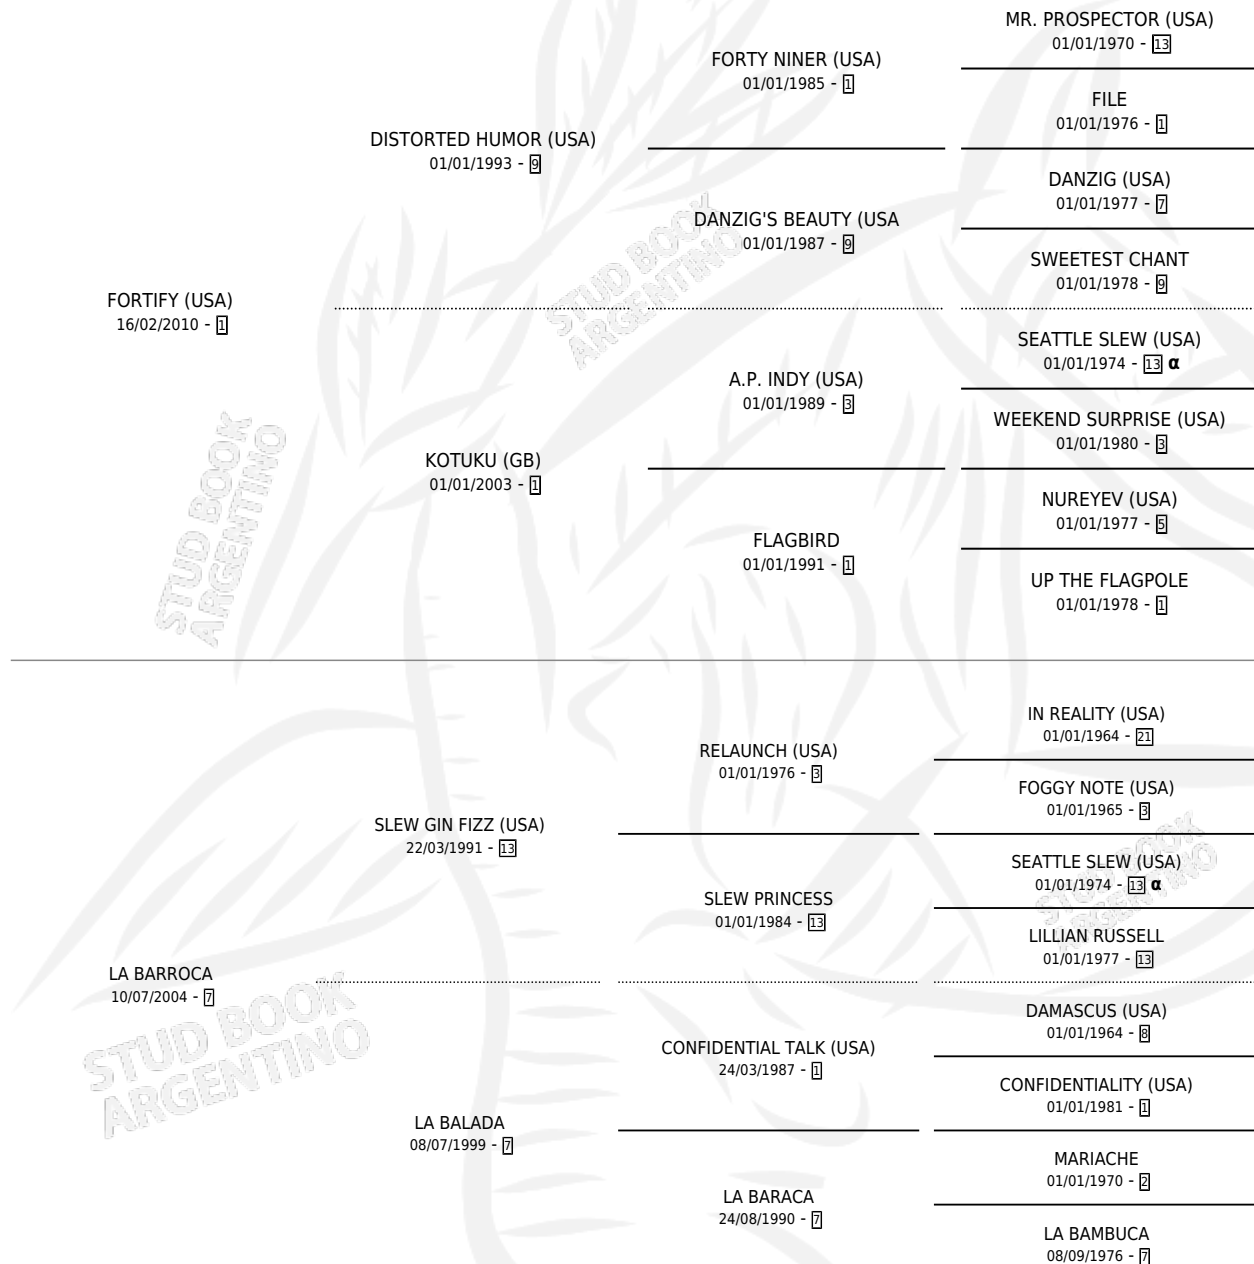 MR. PROSPECTOR (USA)
01/01/1970 - 13
FORTY NINER (USA)
01/01/1985 - 1
FILE
01/01/1976 - 1
DISTORTED HUMOR (USA)
01/01/1993 - 9
DANZIG (USA)
01/01/1977 - 7
DANZIG'S BEAUTY (USA
01/01/1987 - 9
SWEETEST CHANT
01/01/1978 - 9
FORTIFY (USA)
16/02/2010 - 1
SEATTLE SLEW (USA)
01/01/1974 - 13 α
A.P. INDY (USA)
01/01/1989 - 3
WEEKEND SURPRISE (USA)
01/01/1980 - 3
KOTUKU (GB)
01/01/2003 - 1
NUREYEV (USA)
01/01/1977 - 5
FLAGBIRD
01/01/1991 - 1
UP THE FLAGPOLE
01/01/1978 - 1
IN REALITY (USA)
01/01/1964 - 21
RELAUNCH (USA)
01/01/1976 - 3
FOGGY NOTE (USA)
01/01/1965 - 3
SLEW GIN FIZZ (USA)
22/03/1991 - 13
SEATTLE SLEW (USA)
01/01/1974 - 13 α
SLEW PRINCESS
01/01/1984 - 13
LILLIAN RUSSELL
01/01/1977 - 13
LA BARROCA
10/07/2004 - 7
DAMASCUS (USA)
01/01/1964 - 8
CONFIDENTIAL TALK (USA)
24/03/1987 - 1
CONFIDENTIALITY (USA)
01/01/1981 - 1
LA BALADA
08/07/1999 - 7
MARIACHE
01/01/1970 - 2
LA BARACA
24/08/1990 - 7
LA BAMBUCA
08/09/1976 - 7
STUD BOOK
ARGENTINO
STUD BOOK
ARGENTINO
STUD BOOK
ARGENTINO
STUD BOOK
ARGENTINO